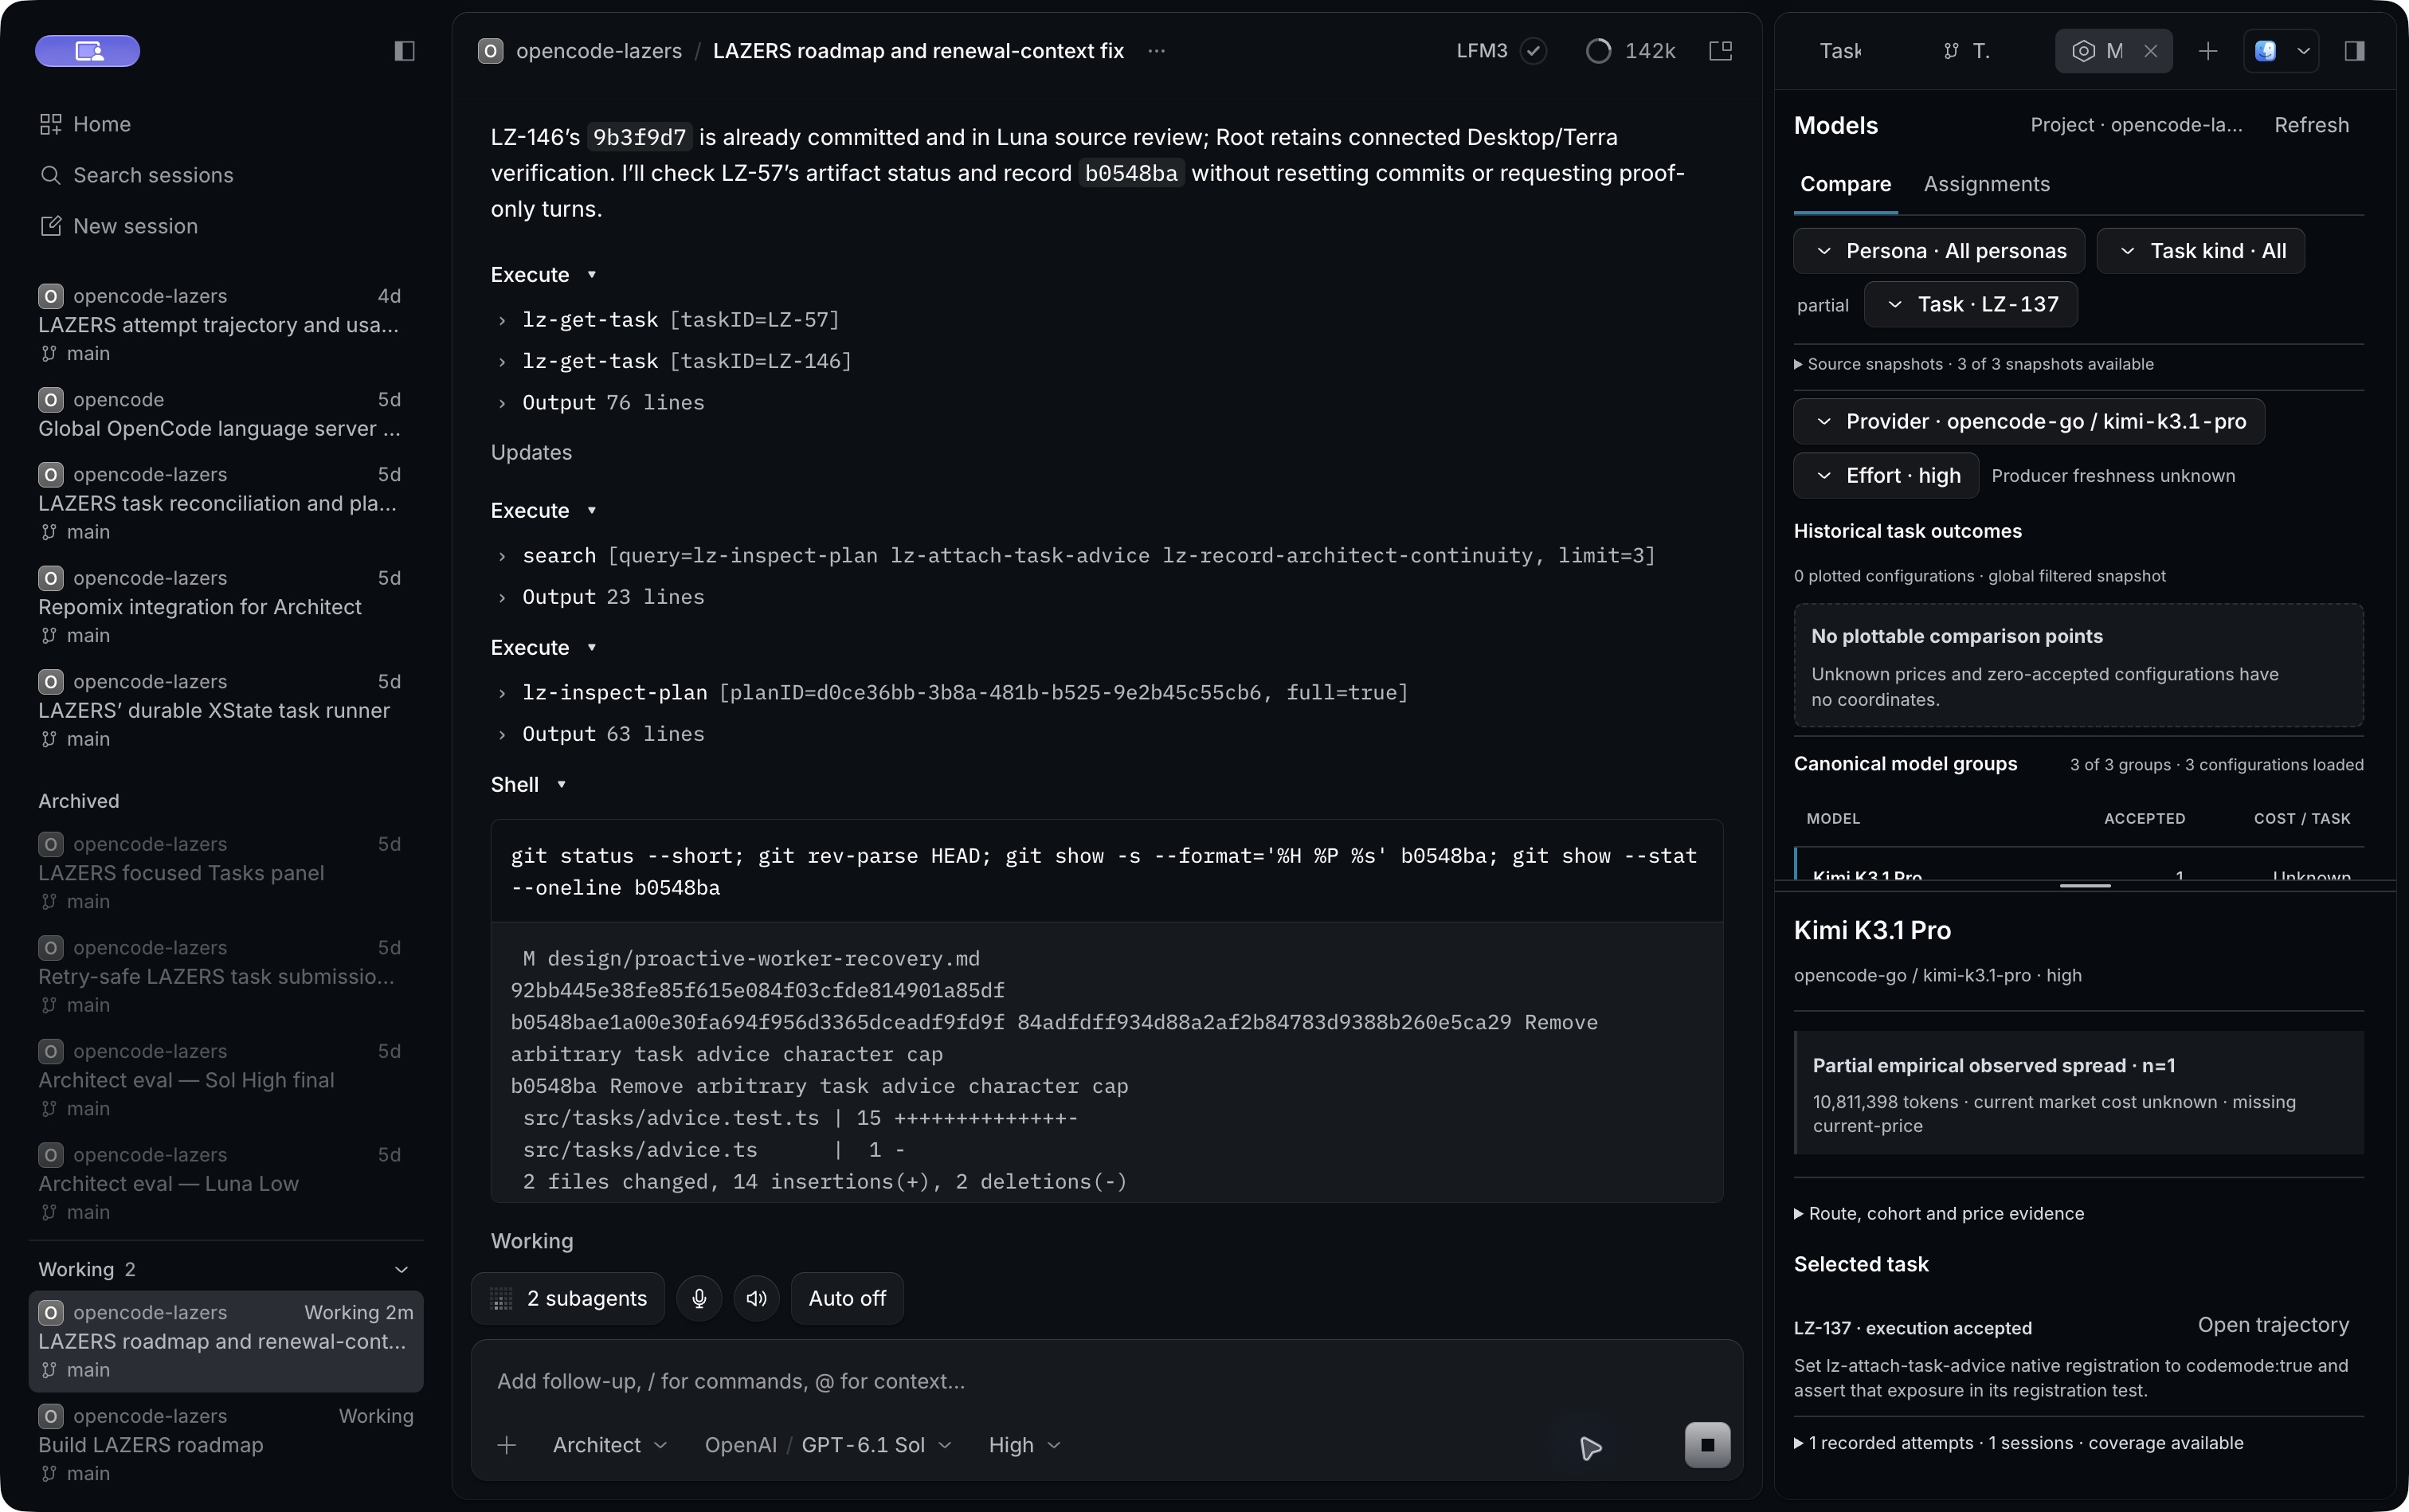 Home
Search sessions
New session
O opencode-lazers 4d
LAZERS attempt trajectory and usa...
main
O opencode 5d
Global OpenCode language server ...
O opencode-lazers 5d
LAZERS task reconciliation and pla...
main
O opencode-lazers 5d
Repomix integration for Architect
main
O opencode-lazers 5d
LAZERS’ durable XState task runner
main
Archived
O opencode-lazers 5d
LAZERS focused Tasks panel
main
O opencode-lazers 5d
Retry-safe LAZERS task submissio...
main
O opencode-lazers 5d
Architect eval — Sol High final
main
O opencode-lazers 5d
Architect eval — Luna Low
main
Working 2
O opencode-lazers Working 2m
LAZERS roadmap and renewal-cont...
main
O opencode-lazers Working
Build LAZERS roadmap
main
O opencode-lazers / LAZERS roadmap and renewal-context fix ... LFM3 142k
LZ-146’s 9b3f9d7 is already committed and in Luna source review; Root retains connected Desktop/Terra
verification. I’ll check LZ-57’s artifact status and record b0548ba without resetting commits or requesting proof-
only turns.
Execute
lz-get-task [taskID=LZ-57]
lz-get-task [taskID=LZ-146]
Output 76 lines
Updates
Execute
search [query=lz-inspect-plan lz-attach-task-advice lz-record-architect-continuity, limit=3]
Output 23 lines
Execute
lz-inspect-plan [planID=d0ce36bb-3b8a-481b-b525-9e2b45c55cb6, full=true]
Output 63 lines
Shell
git status --short; git rev-parse HEAD; git show -s --format='%H %P %s' b0548ba; git show --stat
--oneline b0548ba
M design/proactive-worker-recovery.md
92bb445e38fe85f615e084f03cfde814901a85df
b0548bae1a00e30fa694f956d3365dceadf9fd9f 84adfdff934d88a2af2b84783d9388b260e5ca29 Remove
arbitrary task advice character cap
b0548ba Remove arbitrary task advice character cap
src/tasks/advice.test.ts | 15 ++++++++++++++-
src/tasks/advice.ts | 1 -
2 files changed, 14 insertions(+), 2 deletions(-)
Working
2 subagents Auto off
Add follow-up, / for commands, @ for context...
Architect OpenAI / GPT-6.1 Sol High
Task T. M
Models Project · opencode-la... Refresh
Compare Assignments
Persona · All personas Task kind · All
partial Task · LZ-137
Source snapshots · 3 of 3 snapshots available
Provider · opencode-go / kimi-k3.1-pro
Effort · high Producer freshness unknown
Historical task outcomes
0 plotted configurations · global filtered snapshot
No plottable comparison points
Unknown prices and zero-accepted configurations have
no coordinates.
Canonical model groups 3 of 3 groups · 3 configurations loaded
MODEL ACCEPTED COST / TASK
Kimi K3.1 Pro 1 Unknown
Kimi K3.1 Pro
opencode-go / kimi-k3.1-pro · high
Partial empirical observed spread · n=1
10,811,398 tokens · current market cost unknown · missing
current-price
Route, cohort and price evidence
Selected task
LZ-137 · execution accepted Open trajectory
Set lz-attach-task-advice native registration to codemode:true and
assert that exposure in its registration test.
1 recorded attempts · 1 sessions · coverage available